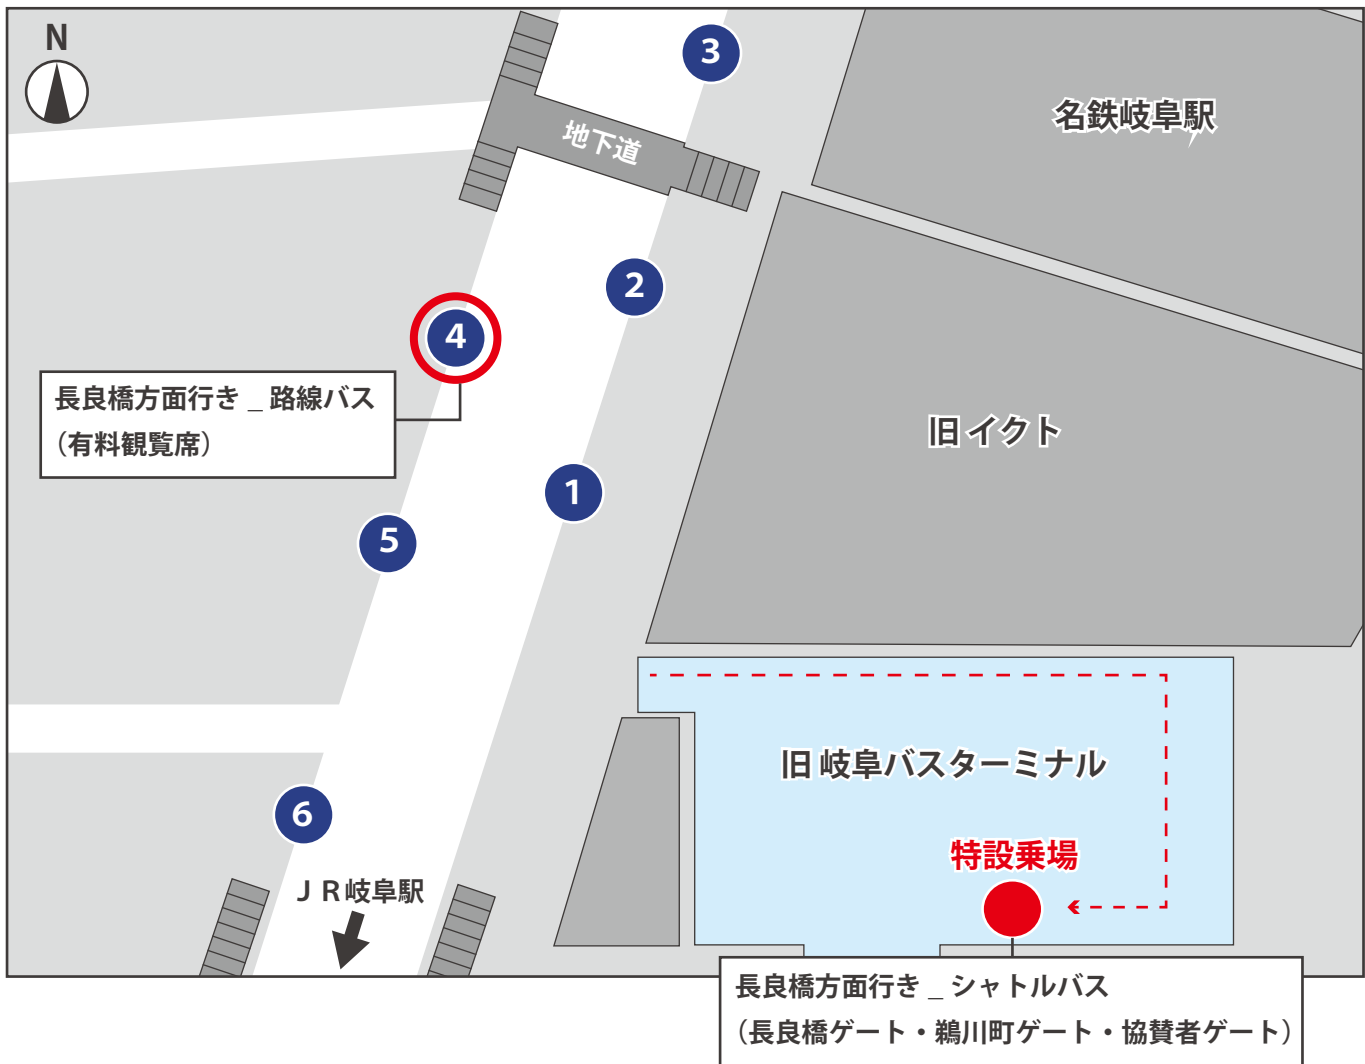 N
3
名鉄岐阜駅
地下道
2
4
長良橋方面行き _ 路線バス
（有料観覧席）
旧 イクト
1
5
旧 岐阜バスターミナル
6
特設乗場
ＪＲ岐阜駅
長良橋方面行き _ シャトルバス
（長良橋ゲート・鵜川町ゲート・協賛者ゲート）